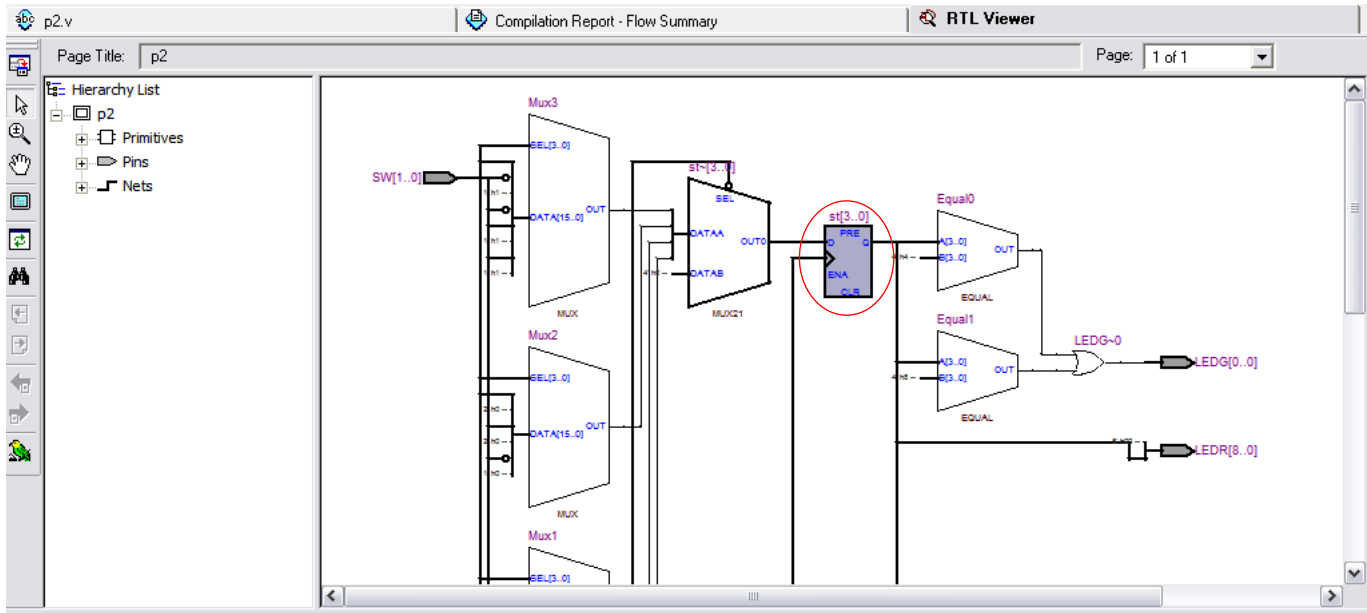 p2.v
Compilation Report - Flow Summary
RTL Viewer
Page Title: p2
Page: 1 of 1
Hierarchy List
p2
Primitives
Pins
Nets
SW[1..0]
Mux3
SEL[3..0]
DATA[15..0]
OUT
MUX
Mux2
SEL[3..0]
DATA[15..0]
OUT
MUX
Mux1
SEL[3..0]
st~[3..0]
SEL
DATAA
OUT0
DATAB
MUX21
st[3..0]
PRE
D Q
ENA
CLR
Equal0
A[3..0]
B[3..0]
OUT
EQUAL
Equal1
A[3..0]
B[3..0]
OUT
EQUAL
LEDG~0
LEDG[0..0]
LEDR[8..0]